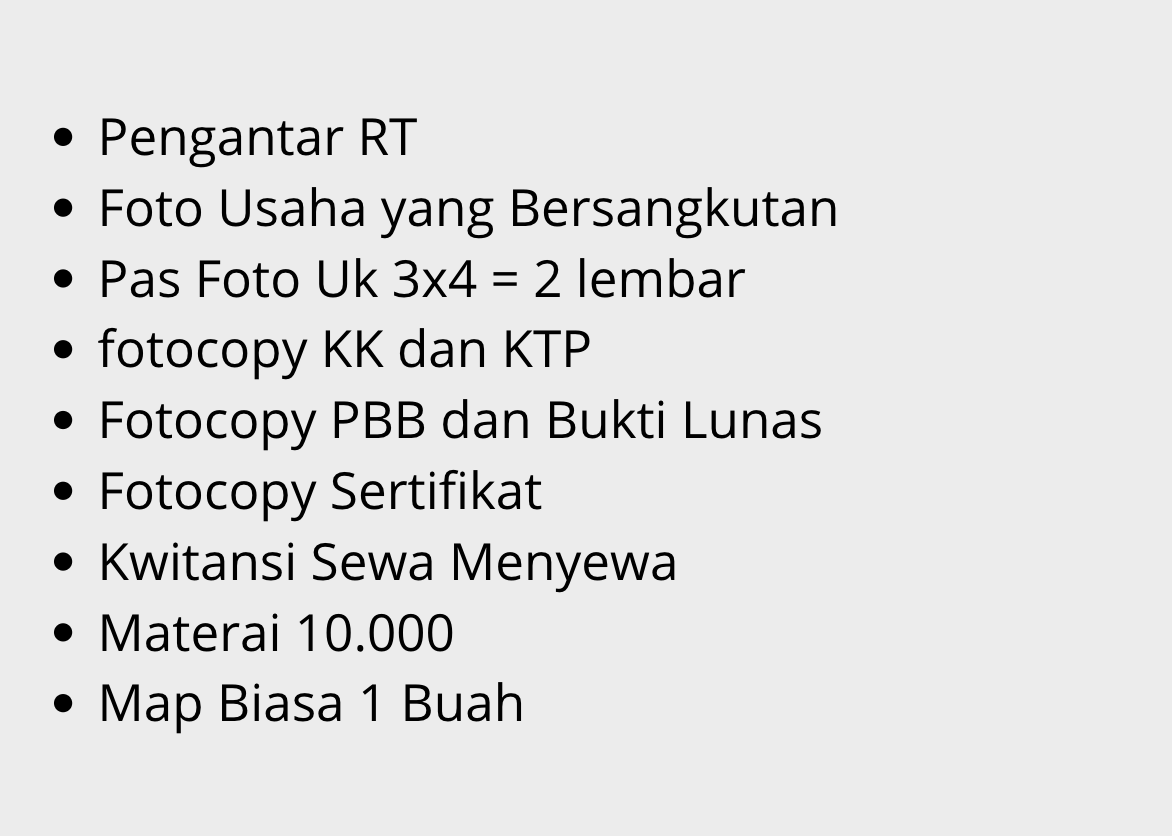 • Pengantar RT
• Foto Usaha yang Bersangkutan
• Pas Foto Uk 3x4 = 2 lembar
• fotocopy KK dan KTP
• Fotocopy PBB dan Bukti Lunas
• Fotocopy Sertifikat
• Kwitansi Sewa Menyewa
• Materai 10.000
• Map Biasa 1 Buah